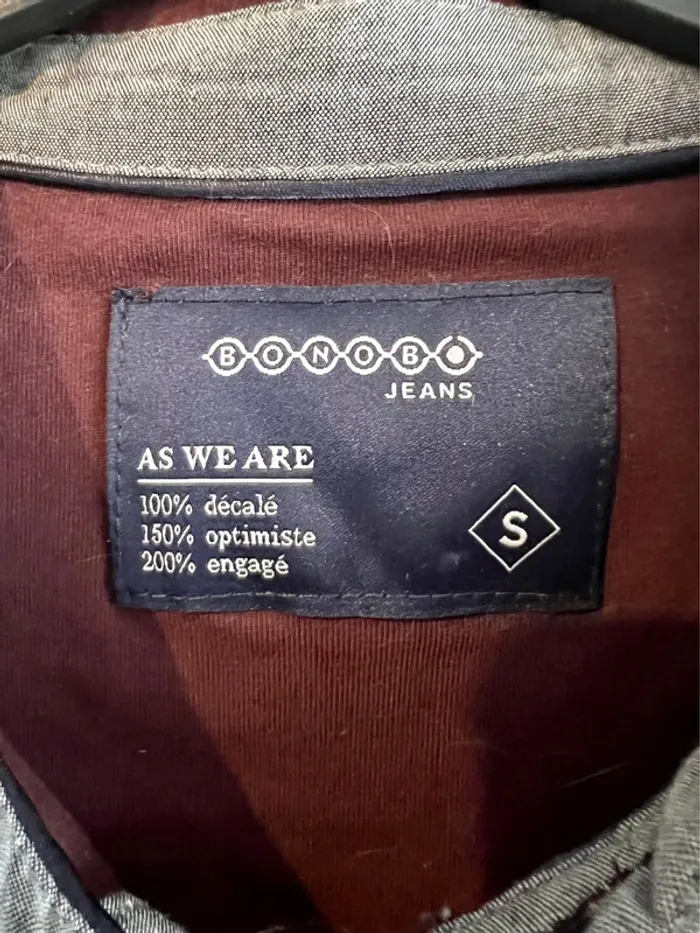 BONOBO
JEANS
AS WE ARE
100% décalé
150% optimiste
200% engagé
S